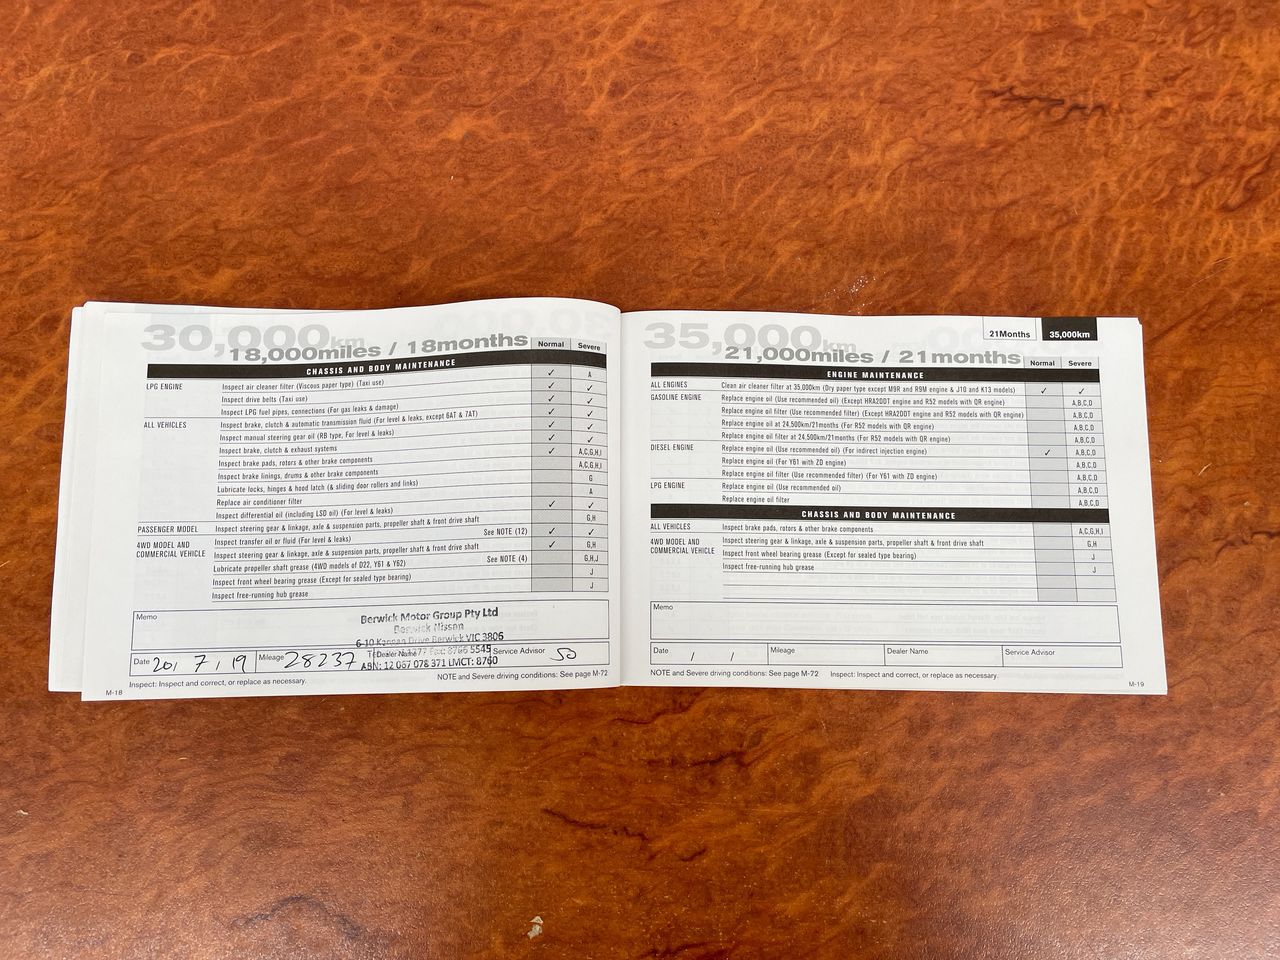 30,000km
18,000miles / 18months
Normal Severe
CHASSIS AND BODY MAINTENANCE
LPG ENGINE Inspect air cleaner filter (Viscous paper type) (Taxi use) ✓ A
Inspect drive belts (Taxi use) ✓ ✓
Inspect LPG fuel pipes, connections (For gas leaks & damage) ✓ ✓
ALL VEHICLES Inspect brake, clutch & automatic transmission fluid (For level & leaks, except 6AT & 7AT) ✓ ✓
Inspect manual steering gear oil (RB type, For level & leaks) ✓ ✓
Inspect brake, clutch & exhaust systems ✓ ✓
Inspect brake pads, rotors & other brake components ✓ A,C,G,H,I
Inspect brake linings, drums & other brake components A,C,G,H,I
Lubricate locks, hinges & hood latch (& sliding door rollers and links) G
Replace air conditioner filter A
Inspect differential oil (including LSD oil) (For level & leaks) ✓ ✓
PASSENGER MODEL Inspect steering gear & linkage, axle & suspension parts, propeller shaft & front drive shaft G,H
4WD MODEL AND COMMERCIAL VEHICLE Inspect transfer oil or fluid (For level & leaks) See NOTE (12) ✓ ✓
Inspect steering gear & linkage, axle & suspension parts, propeller shaft & front drive shaft ✓ G,H
Lubricate propeller shaft grease (4WD models of D22, Y61 & Y62) See NOTE (4) G,H,J
Inspect front wheel bearing grease (Except for sealed type bearing) J
Inspect free-running hub grease J
Memo
Berwick Motor Group Pty Ltd
Berwick Nissan
6-10 Kangan Drive Berwick VIC 3806
Fax: 8766 5545
ABN: 12 067 078 371 LMCT: 8760
Date 20, 7, 19 Mileage 28237 Dealer Name Service Advisor
M-18 Inspect: Inspect and correct, or replace as necessary. NOTE and Severe driving conditions: See page M-72
35,000km
21,000miles / 21months
21Months 35,000km
Normal Severe
ENGINE MAINTENANCE
ALL ENGINES Clean air cleaner filter at 35,000km (Dry paper type except M9R and R9M engine & J10 and K13 models) ✓ ✓
GASOLINE ENGINE Replace engine oil (Use recommended oil) (Except HRA2DDT engine and R52 models with QR engine) A,B,C,D
Replace engine oil filter (Use recommended filter) (Except HRA2DDT engine and R52 models with QR engine) A,B,C,D
Replace engine oil at 24,500km/21months (For R52 models with QR engine) A,B,C,D
Replace engine oil filter at 24,500km/21months (For R52 models with QR engine) A,B,C,D
DIESEL ENGINE Replace engine oil (Use recommended oil) (For indirect injection engine) ✓ A,B,C,D
Replace engine oil (For Y61 with ZD engine) A,B,C,D
Replace engine oil filter (Use recommended filter) (For Y61 with ZD engine) A,B,C,D
LPG ENGINE Replace engine oil (Use recommended oil) A,B,C,D
Replace engine oil filter A,B,C,D
CHASSIS AND BODY MAINTENANCE
ALL VEHICLES Inspect brake pads, rotors & other brake components A,C,G,H,I
4WD MODEL AND COMMERCIAL VEHICLE Inspect steering gear & linkage, axle & suspension parts, propeller shaft & front drive shaft G,H
Inspect front wheel bearing grease (Except for sealed type bearing) J
Inspect free-running hub grease J
Memo
Date / / Mileage Dealer Name Service Advisor
NOTE and Severe driving conditions: See page M-72 Inspect: Inspect and correct, or replace as necessary.
M-19